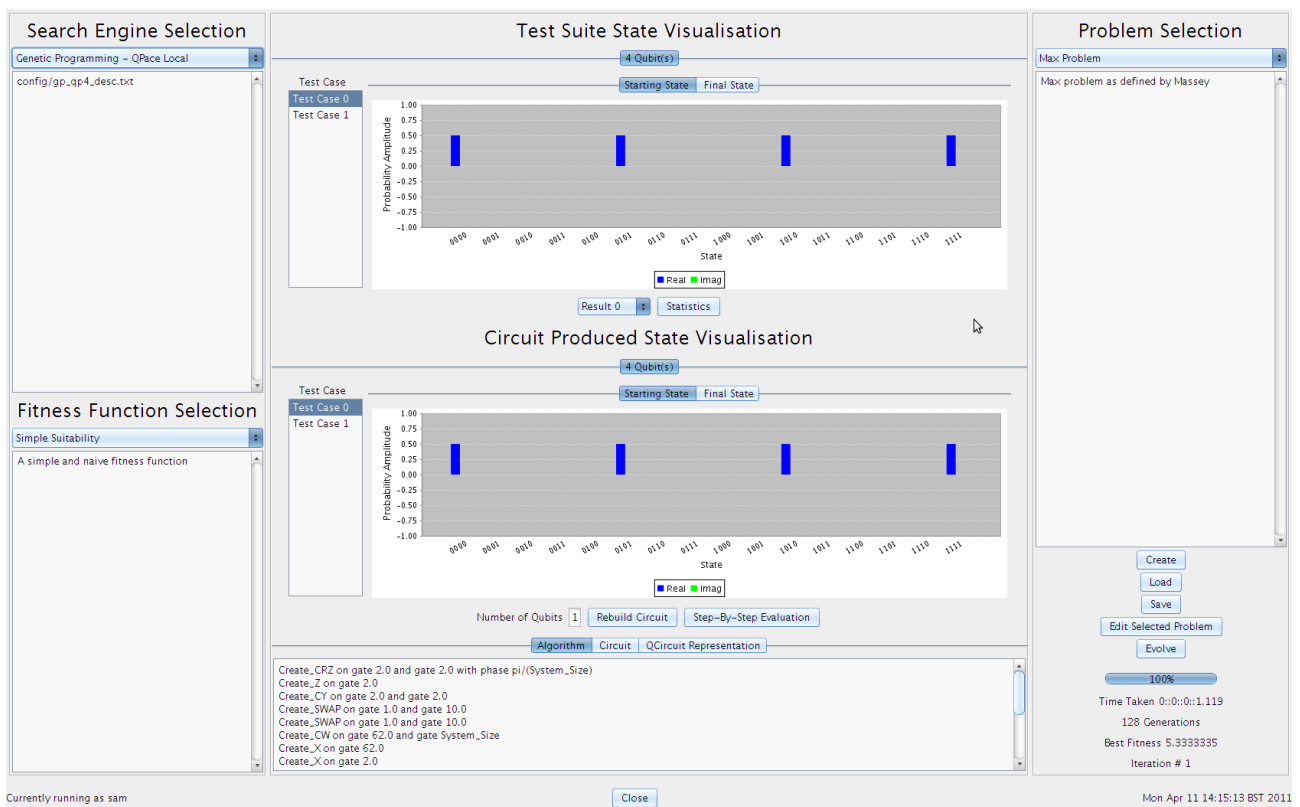 Search Engine Selection
Genetic Programming – QPace Local
config/gp_qp4_desc.txt
Fitness Function Selection
Simple Suitability
A simple and naive fitness function
Test Suite State Visualisation
4 Qubit(s)
Test Case
Test Case 0
Test Case 1
Starting State Final State
Probability Amplitude
1.00
0.75
0.50
0.25
0.00
-0.25
-0.50
-0.75
-1.00
0000 0001 0010 0011 0100 0101 0110 0111 1000 1001 1010 1011 1100 1101 1110 1111
State
Real Imag
Result 0 Statistics
Circuit Produced State Visualisation
4 Qubit(s)
Test Case
Test Case 0
Test Case 1
Starting State Final State
Probability Amplitude
1.00
0.75
0.50
0.25
0.00
-0.25
-0.50
-0.75
-1.00
0000 0001 0010 0011 0100 0101 0110 0111 1000 1001 1010 1011 1100 1101 1110 1111
State
Real Imag
Number of Qubits 1 Rebuild Circuit Step-By-Step Evaluation
Algorithm Circuit QCircuit Representation
Create_CRZ on gate 2.0 and gate 2.0 with phase pi/(System_Size)
Create_Z on gate 2.0
Create_CY on gate 2.0 and gate 2.0
Create_SWAP on gate 1.0 and gate 10.0
Create_SWAP on gate 1.0 and gate 10.0
Create_CW on gate 62.0 and gate System_Size
Create_X on gate 62.0
Create_X on gate 2.0
Problem Selection
Max Problem
Max problem as defined by Massey
Create
Load
Save
Edit Selected Problem
Evolve
100%
Time Taken 0::0::0::1.119
128 Generations
Best Fitness 5.3333335
Iteration # 1
Currently running as sam
Close
Mon Apr 11 14:15:13 BST 2011